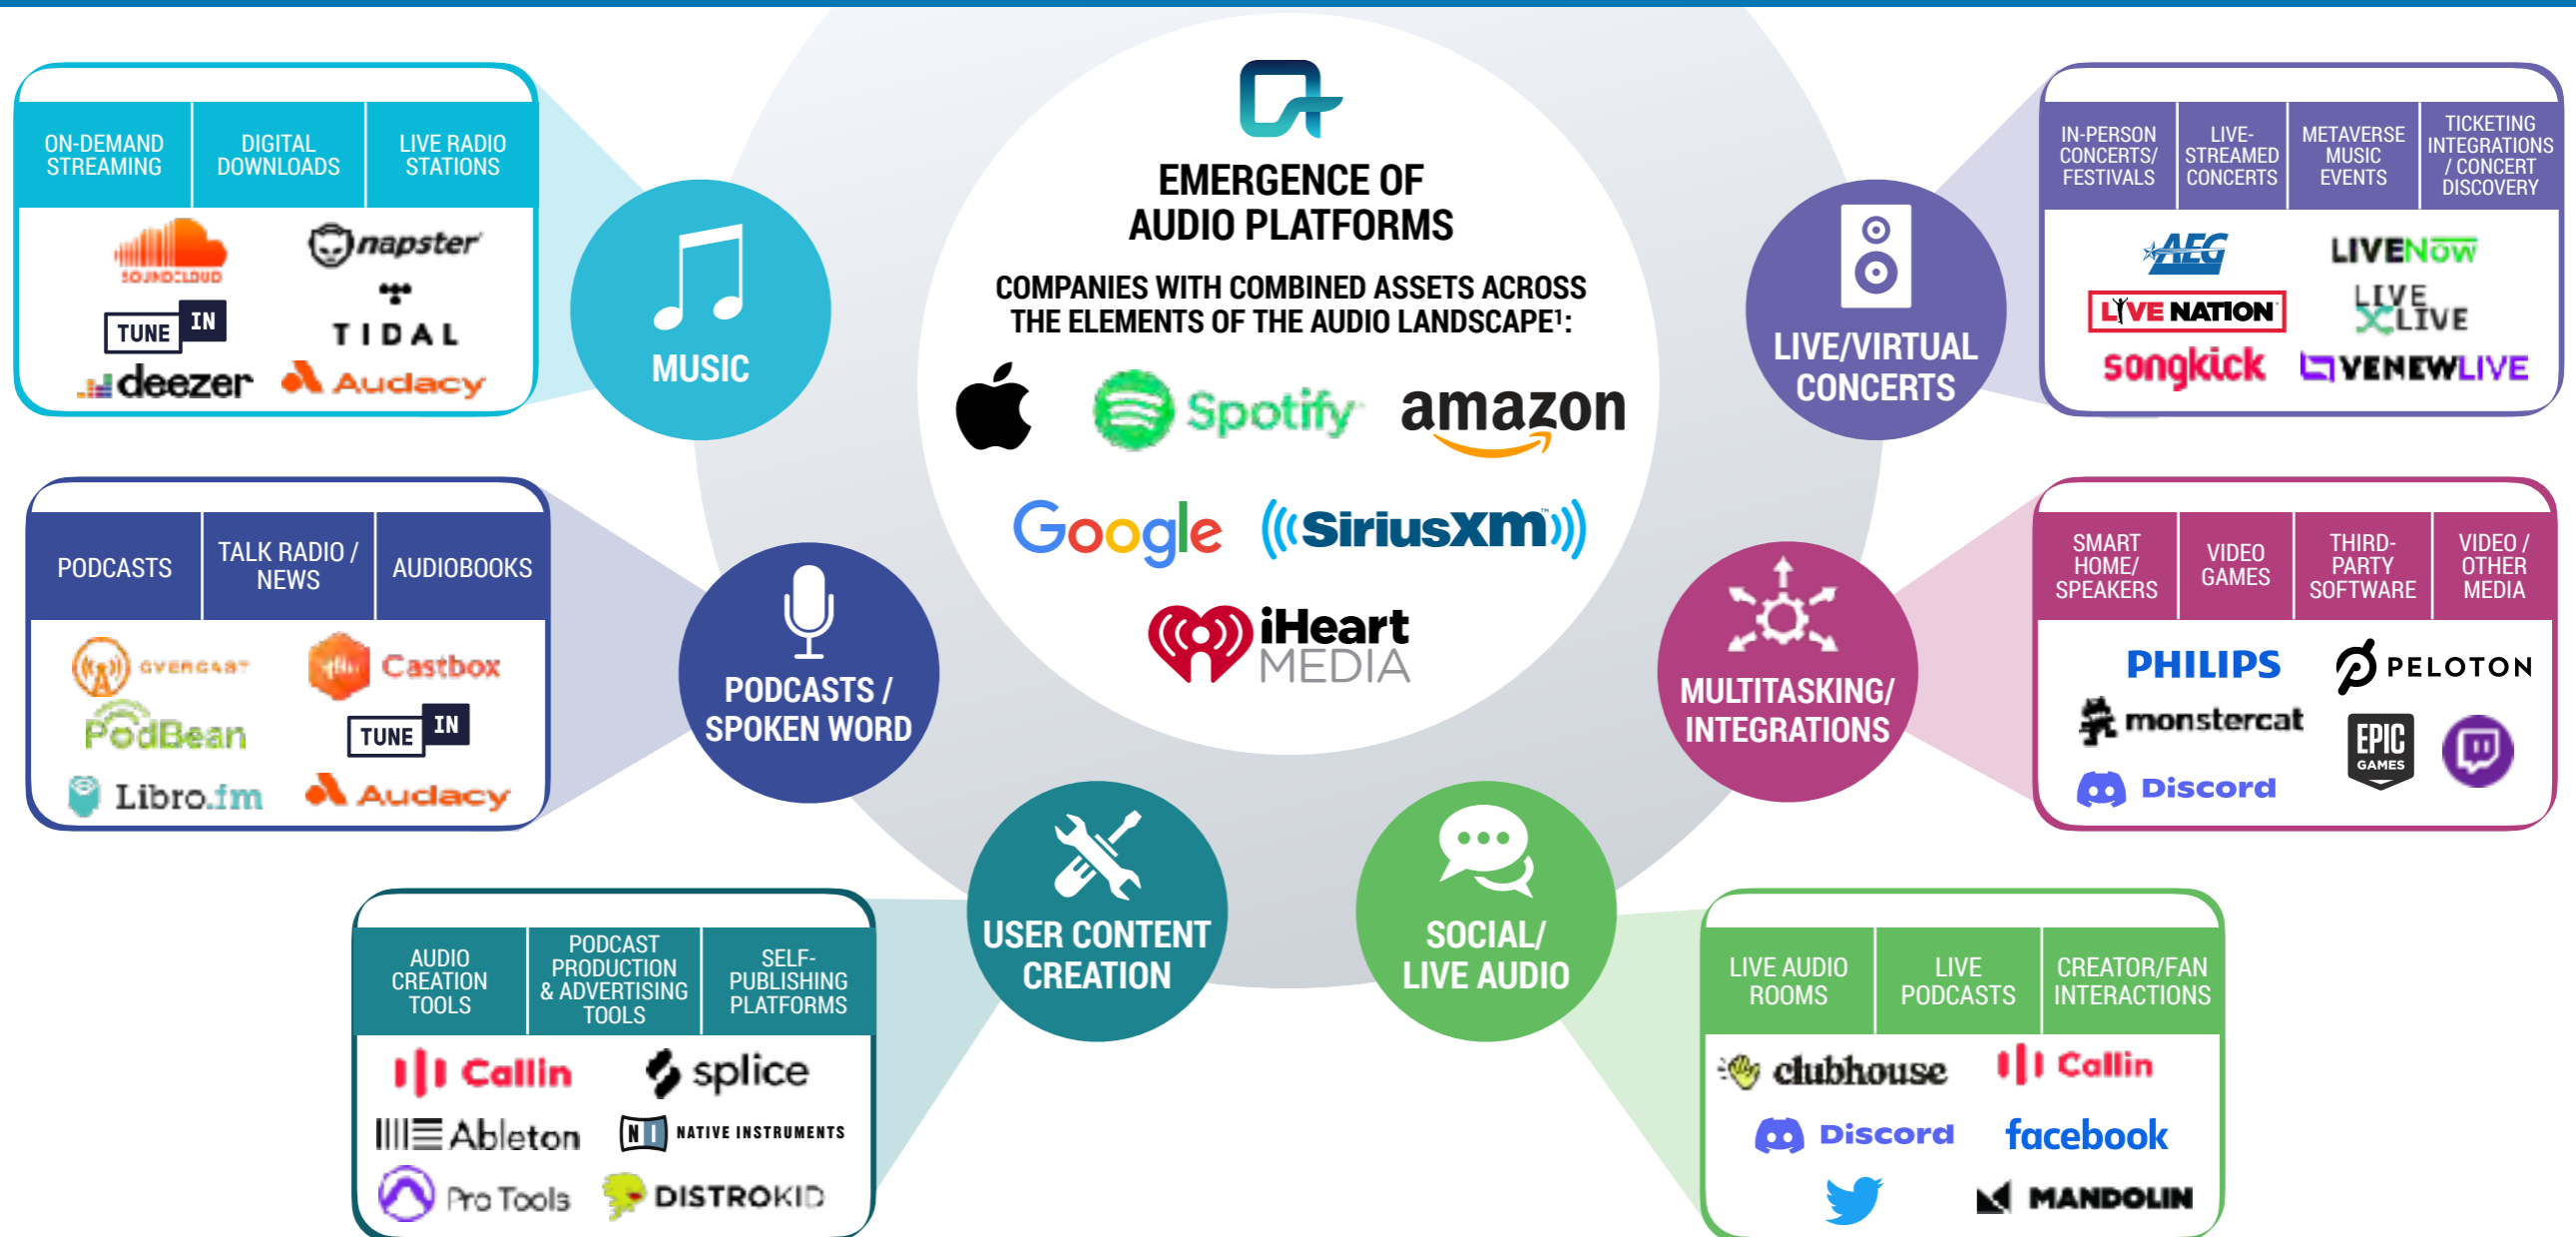 EMERGENCE OF
AUDIO PLATFORMS
COMPANIES WITH COMBINED ASSETS ACROSS
THE ELEMENTS OF THE AUDIO LANDSCAPE¹:
Spotify
amazon
Google
SiriusXm™
iHeart
MEDIA
ON-DEMAND
STREAMING
DIGITAL
DOWNLOADS
LIVE RADIO
STATIONS
SOUNDCLOUD
napster
TUNE IN
TIDAL
deezer
Audacy
MUSIC
PODCASTS
TALK RADIO /
NEWS
AUDIOBOOKS
OVERCAST
Castbox
PodBean
TUNE IN
Libro.fm
Audacy
PODCASTS /
SPOKEN WORD
AUDIO
CREATION
TOOLS
PODCAST
PRODUCTION
& ADVERTISING
TOOLS
SELF-
PUBLISHING
PLATFORMS
Callin
splice
Ableton
NI NATIVE INSTRUMENTS
Pro Tools
DISTROKID
USER CONTENT
CREATION
SOCIAL/
LIVE AUDIO
LIVE AUDIO
ROOMS
LIVE
PODCASTS
CREATOR/FAN
INTERACTIONS
clubhouse
Callin
Discord
facebook
MANDOLIN
MULTITASKING/
INTEGRATIONS
SMART
HOME/
SPEAKERS
VIDEO
GAMES
THIRD-
PARTY
SOFTWARE
VIDEO /
OTHER
MEDIA
PHILIPS
PELOTON
monstercat
EPIC
GAMES
Discord
LIVE/VIRTUAL
CONCERTS
IN-PERSON
CONCERTS/
FESTIVALS
LIVE-
STREAMED
CONCERTS
METAVERSE
MUSIC
EVENTS
TICKETING
INTEGRATIONS
/ CONCERT
DISCOVERY
AEG
LIVENOW
LIVE NATION
LIVE
XLIVE
songkick
VENEWLIVE